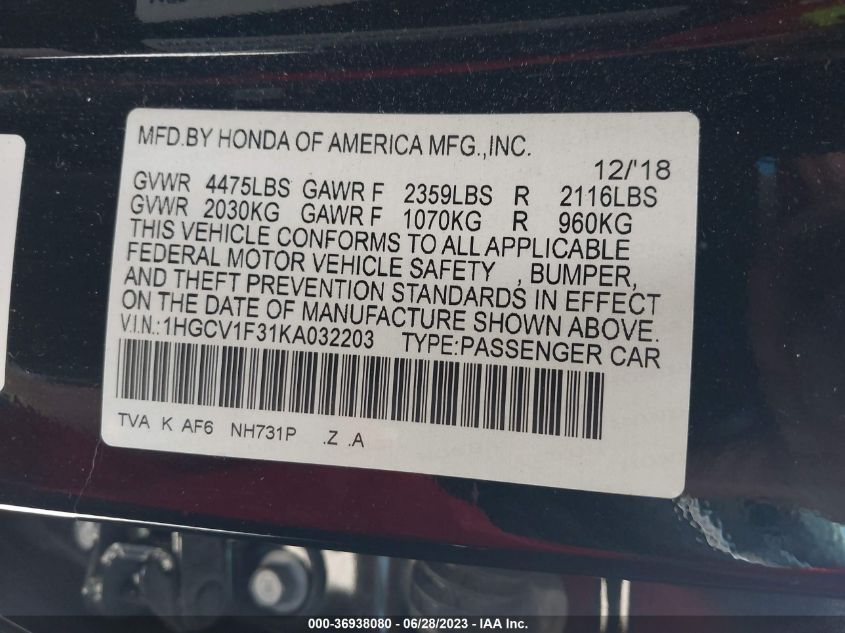 MFD.BY HONDA OF AMERICA MFG.,INC.
12/'18
GVWR 4475LBS GAWR F 2359LBS R 2116LBS
GVWR 2030KG GAWR F 1070KG R 960KG
THIS VEHICLE CONFORMS TO ALL APPLICABLE
FEDERAL MOTOR VEHICLE SAFETY , BUMPER,
AND THEFT PREVENTION STANDARDS IN EFFECT
ON THE DATE OF MANUFACTURE SHOWN ABOVE.
V.I.N.:1HGCV1F31KA032203 TYPE:PASSENGER CAR
TVA K AF6 NH731P .Z .A
000-36938080 - 06/28/2023 - IAA Inc.